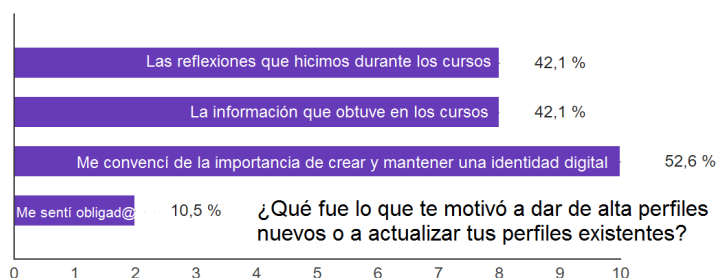 Las reflexiones que hicimos durante los cursos 42,1 %
La información que obtuve en los cursos 42,1 %
Me convencí de la importancia de crear y mantener una identidad digital 52,6 %
Me sentí obligad@ 10,5 %
¿Qué fue lo que te motivó a dar de alta perfiles
nuevos o a actualizar tus perfiles existentes?
0 1 2 3 4 5 6 7 8 9 10